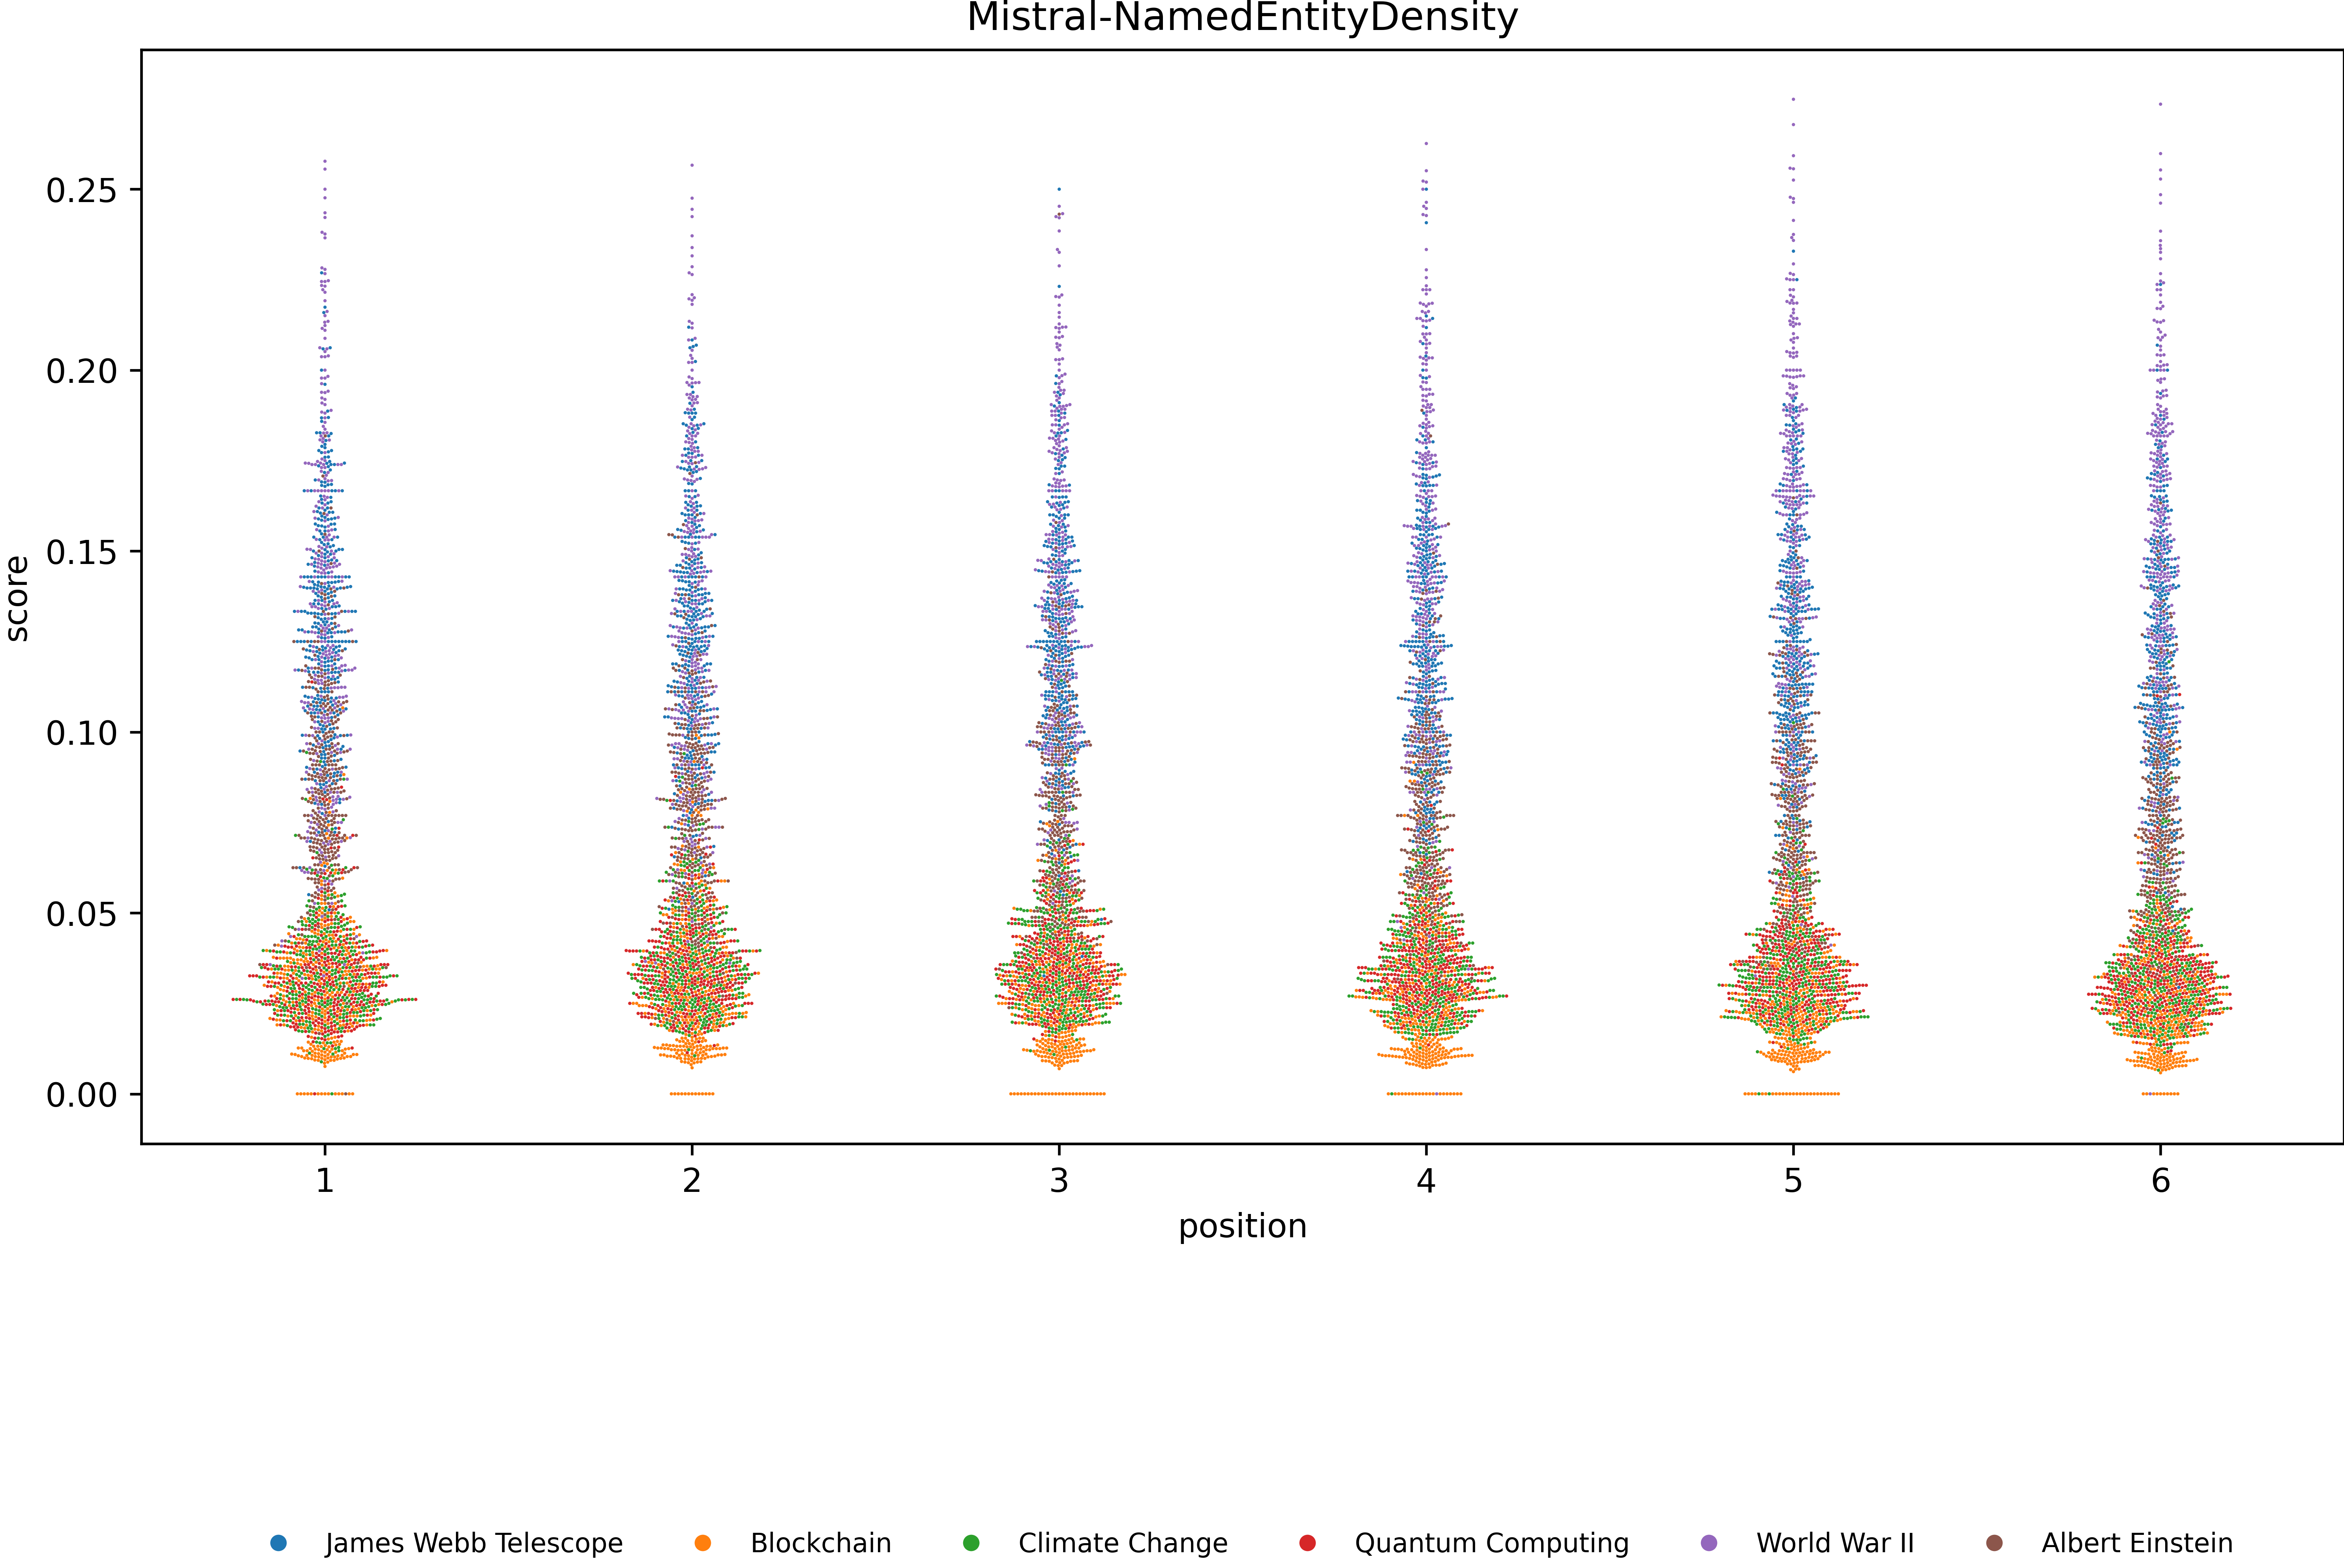 Mistral-NamedEntityDensity
score
0.25
0.20
0.15
0.10
0.05
0.00
1 2 3 4 5 6
position
James Webb Telescope Blockchain Climate Change Quantum Computing World War II Albert Einstein